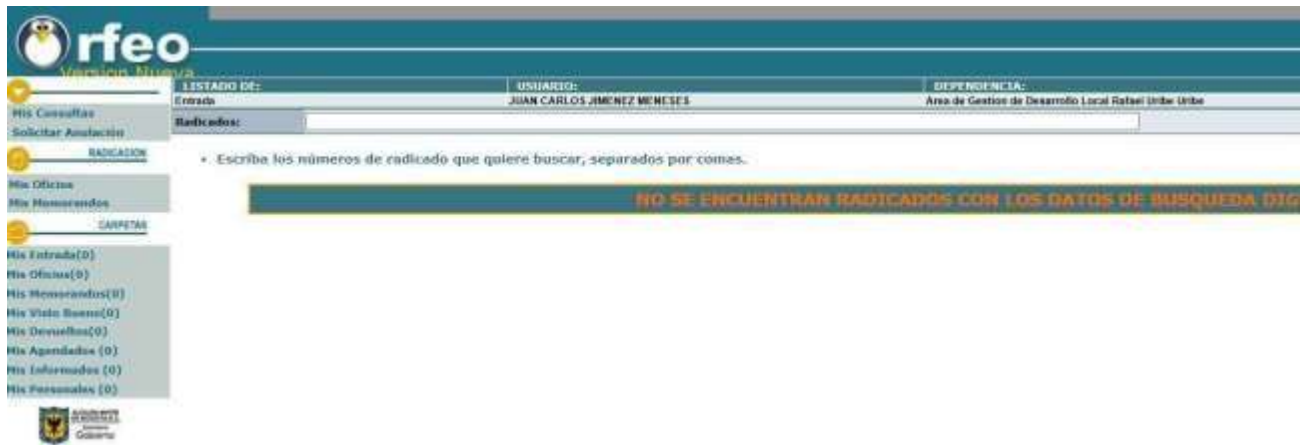 rfeo
Version Nueva
LISTADO DE: USUARIO: DEPENDENCIA:
Entrada JUAN CARLOS JIMENEZ MENESES Area de Gestion de Desarrollo Local Rafael Uribe Uribe
Radicados:
• Escriba los números de radicado que quiere buscar, separados por comas.
NO SE ENCUENTRAN RADICADOS CON LOS DATOS DE BUSQUEDA DIG
Mis Consultas
Solicitar Anulación
RADICACION
Mis Oficios
Mis Memorandos
CARPETAS
Mis Entrada(0)
Mis Oficios(0)
Mis Memorandos(0)
Mis Visto Bueno(0)
Mis Devueltos(0)
Mis Agendados (0)
Mis Informados (0)
Mis Personales (0)
Gobierno